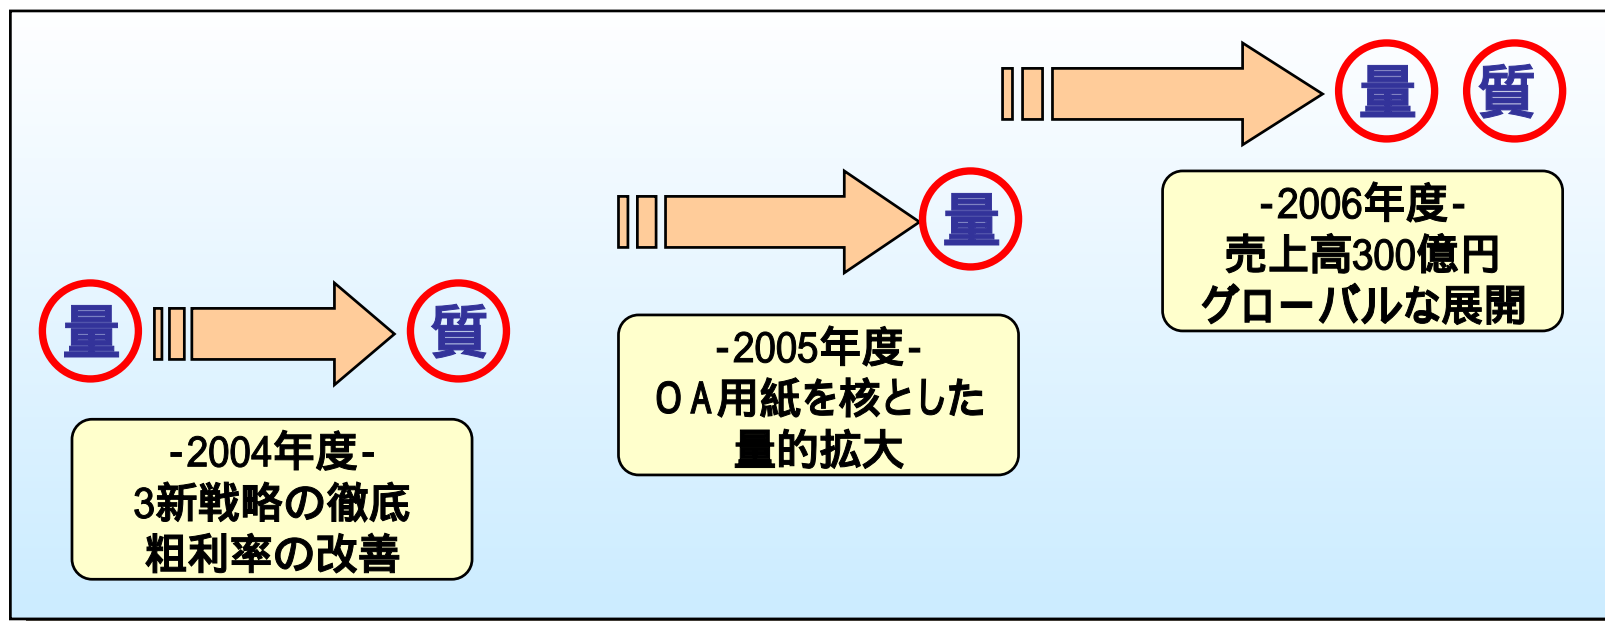 量
質
-2004年度-
3新戦略の徹底
粗利率の改善
量
-2005年度-
OA用紙を核とした
量的拡大
量 質
-2006年度-
売上高300億円
グローバルな展開